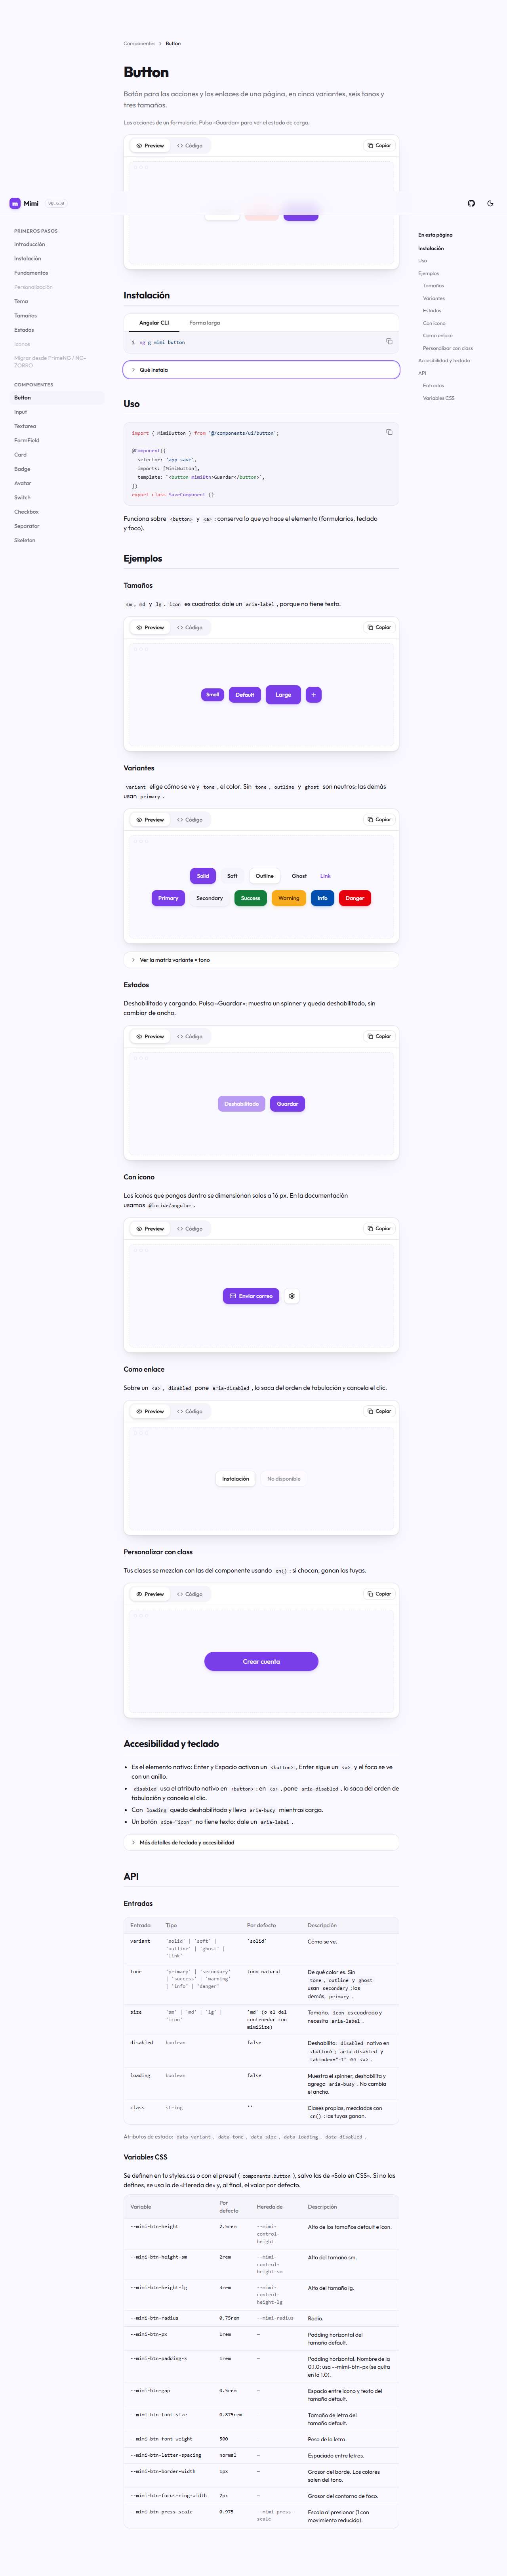 Componentes > Button
Button
Botón para las acciones y los enlaces de una página, en cinco variantes, seis tonos y
tres tamaños.
Las acciones de un formulario. Pulsa «Guardar» para ver el estado de carga.
Preview
Código
Copiar
Mimi
PRIMEROS PASOS
Introducción
Instalación
Fundamentos
Personalización
Tema
Tamaños
Estados
Iconos
Migrar desde PrimeNG / NG-
ZORRO
COMPONENTES
Button
Input
Textarea
FormField
Card
Badge
Avatar
Switch
Checkbox
Separator
Skeleton
En esta página
Instalación
Uso
Ejemplos
Tamaños
Variantes
Estados
Con icono
Como enlace
Personalizar con class
Accesibilidad y teclado
API
Entradas
Variables CSS
Instalación
Angular CLI
Forma larga
$ ng g mimi button
Qué instala
Uso
import { MimiButton } from '@/components/ui/button';
@Component({
selector: 'app-save',
imports: [MimiButton],
template: `<button mimiBtn>Guardar</button>`,
})
export class SaveComponent {}
Funciona sobre <button> y <a>: conserva lo que ya hace el elemento (formularios, teclado
y foco).
Ejemplos
Tamaños
sm, md y lg. icon es cuadrado: dale un aria-label, porque no tiene texto.
Preview
Código
Copiar
Small
Default
Large
Variantes
variant elige cómo se ve y tone, el color. Sin tone, outline y ghost son neutras; las demás
usan primary.
Preview
Código
Copiar
Solid
Soft
Outline
Ghost
Link
Primary
Secondary
Success
Warning
Info
Danger
Ver la matriz variante × tono
Estados
Deshabilitado y cargando. Pulsa «Guardar»: muestra un spinner y queda deshabilitado, sin
cambiar de ancho.
Preview
Código
Copiar
Deshabilitado
Guardar
Con icono
Los iconos que pongas dentro se dimensionan solos a 16 px. En la documentación
usamos @lucide/angular.
Preview
Código
Copiar
Enviar correo
Como enlace
Sobre un <a>, disabled pone aria-disabled, lo saca del orden de tabulación y cancela el clic.
Preview
Código
Copiar
Instalación
No disponible
Personalizar con class
Tus clases se mezclan con las del componente usando cn(): si chocan, ganan las tuyas.
Preview
Código
Copiar
Crear cuenta
Accesibilidad y teclado
• Es el elemento nativo: Enter y Espacio activan un <button>, Enter sigue un <a> y el foco se ve
con un anillo.
• disabled usa el atributo nativo en <button>; en <a>, pone aria-disabled, lo saca del orden de
tabulación y cancela el clic.
• Con loading queda deshabilitado y lleva aria-busy mientras carga.
• Un botón size="icon" no tiene texto: dale un aria-label.
Más detalles de teclado y accesibilidad
API
Entradas
Entrada Tipo Por defecto Descripción
variant 'solid' | 'soft' | 'outline' | 'ghost' | 'link' 'solid' Cómo se ve.
tone 'primary' | 'secondary' | 'success' | 'warning' | 'info' | 'danger' tono natural De qué color es. Sin tone, outline y ghost usan secondary; las demás, primary.
size 'sm' | 'md' | 'lg' | 'icon' 'md' (o el del contenedor con mimiSize) Tamaño. icon es cuadrado y necesita aria-label.
disabled boolean false Deshabilita: disabled nativo en <button>; aria-disabled y tabindex="-1" en <a>.
loading boolean false Muestra el spinner, deshabilita y agrega aria-busy. No cambia el ancho.
class string '' Clases propias, mezcladas con cn(): las tuyas ganan.
Atributos de estado: data-variant, data-tone, data-size, data-loading, data-disabled.
Variables CSS
Se definen en tu styles.css o con el preset (components.button), salvo las de «Solo en CSS». Si no las
defines, se usa la de «Hereda de» y, al final, el valor por defecto.
Variable Por defecto Hereda de Descripción
--mimi-btn-height 2.5rem --mimi-control-height Alto de los tamaños default e icon.
--mimi-btn-height-sm 2rem --mimi-control-height-sm Alto del tamaño sm.
--mimi-btn-height-lg 3rem --mimi-control-height-lg Alto del tamaño lg.
--mimi-btn-radius 0.75rem --mimi-radius Radio.
--mimi-btn-px 1rem – Padding horizontal del tamaño default.
--mimi-btn-padding-x 1rem – Padding horizontal. Nombre de la 0.1.0: usa --mimi-btn-px (se quita en la 1.0).
--mimi-btn-gap 0.5rem – Espacio entre icono y texto del tamaño default.
--mimi-btn-font-size 0.875rem – Tamaño de letra del tamaño default.
--mimi-btn-font-weight 500 – Peso de la letra.
--mimi-btn-letter-spacing normal – Espaciado entre letras.
--mimi-btn-border-width 1px – Grosor del borde. Los colores salen del tono.
--mimi-btn-focus-ring-width 2px – Grosor del contorno de foco.
--mimi-btn-press-scale 0.975 --mimi-press-scale Escala al presionar (1 con movimiento reducido).